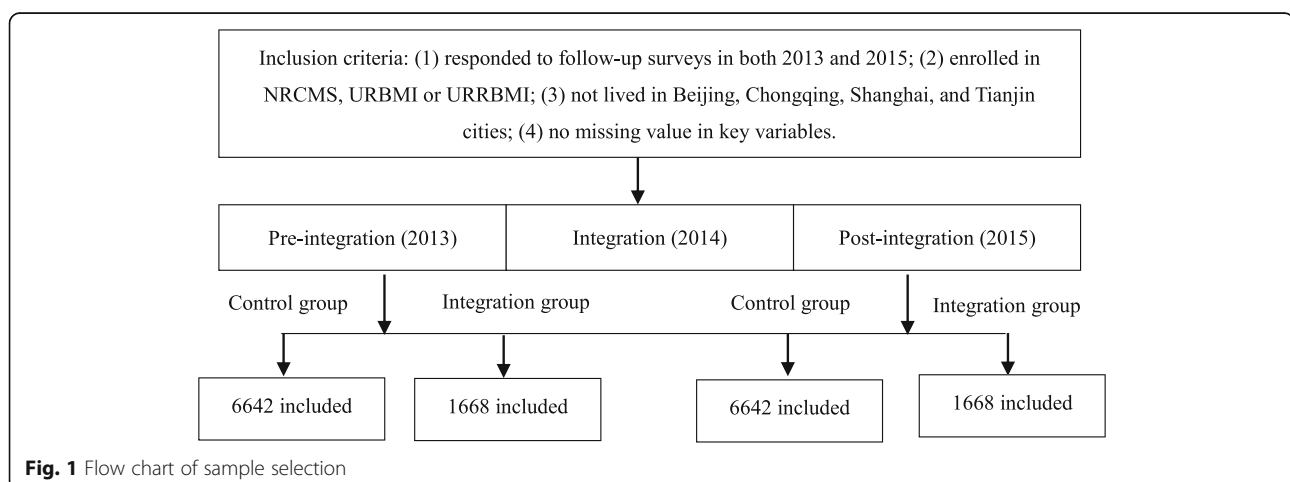 Inclusion criteria: (1) responded to follow-up surveys in both 2013 and 2015; (2) enrolled in
NRCMS, URBMI or URRBMI; (3) not lived in Beijing, Chongqing, Shanghai, and Tianjin
cities; (4) no missing value in key variables.
Pre-integration (2013) Integration (2014) Post-integration (2015)
Control group Integration group Control group Integration group
6642 included 1668 included 6642 included 1668 included
Fig. 1 Flow chart of sample selection